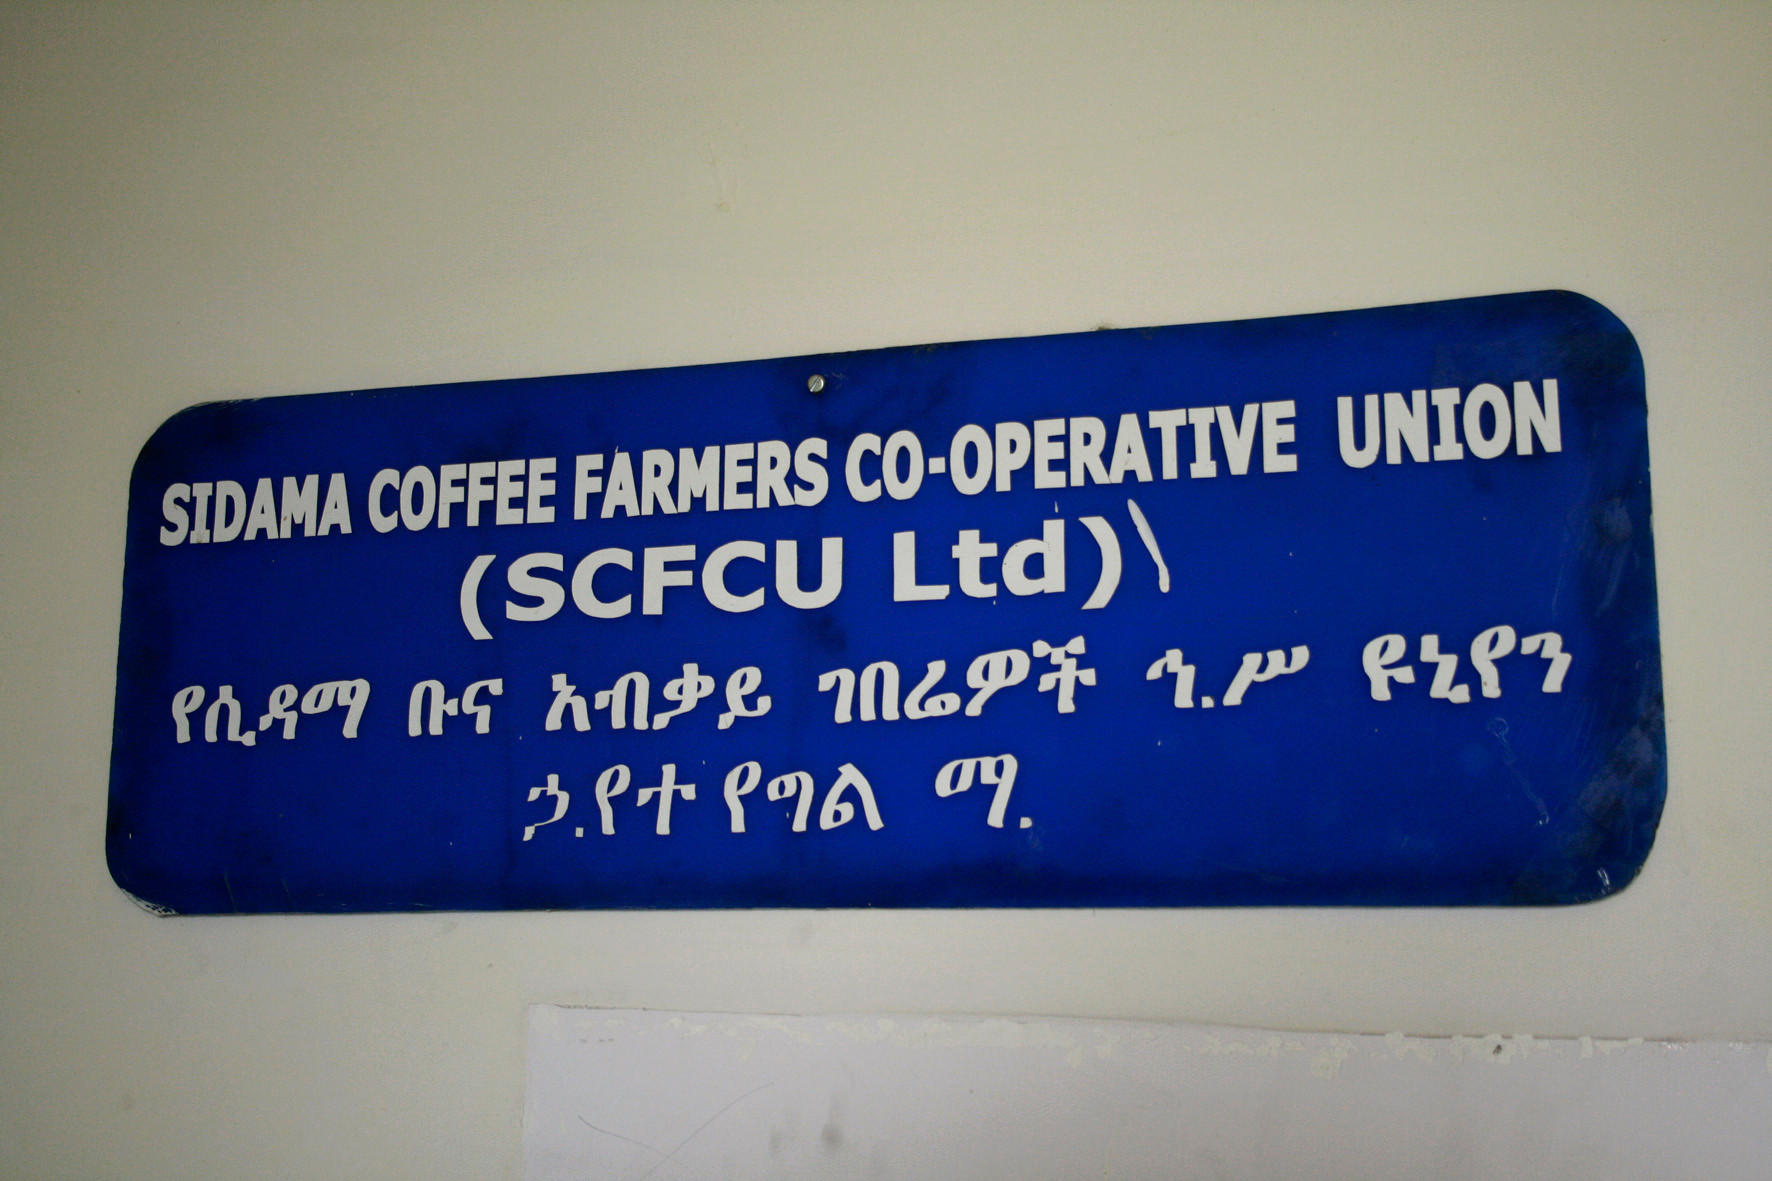 SIDAMA COFFEE FARMERS CO-OPERATIVE UNION
(SCFCU Ltd)\
የሲዳማ ቡና አብቃይ ገበሬዎች ኅ.ሥ ዩኒየን
ኃ.የተ የግል ማ.